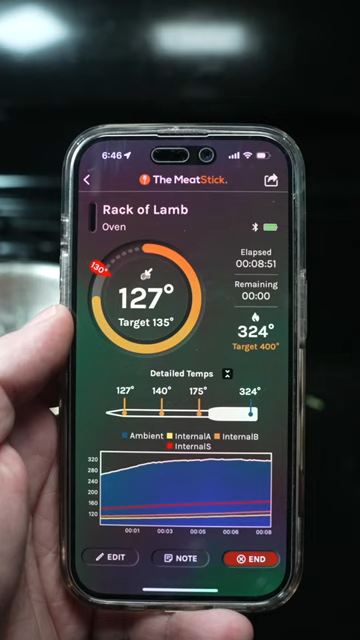 6:46
The MeatStick.
Rack of Lamb
Oven
130°
127°
Target 135°
Elapsed
00:08:51
Remaining
00:00
324°
Target 400°
Detailed Temps
127° 140° 175° 324°
Ambient InternalA InternalB
InternalS
320
280
240
200
160
120
00:01 00:03 00:05 00:06 00:08
EDIT NOTE END